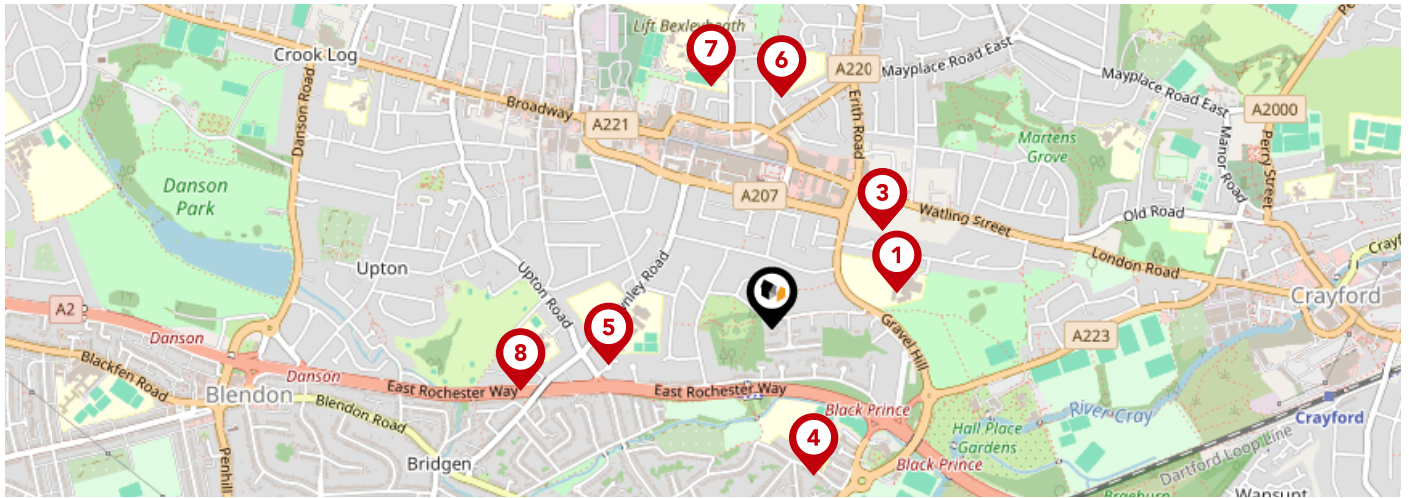 Lift Bexleyheath
7
6
Crook Log
A220
Mayplace Road East
Mayplace Road East
A2000
Broadway
A221
Erith Road
Danson Road
Martens
Grove
Manor Road
Perry Street
Danson
Park
A207
3
Watling Street
Old Road
1
London Road
Upton
Upton Road
Crayford
A2
5
Gravel Hill
A223
Danson
8
Blackfen Road
Danson
East Rochester Way
East Rochester Way
Blendon
Blendon Road
Black Prince
River Cray
Crayford
4
Hall Place
Gardens
Bridgen
Penhill
Black Prince
Dartford Loop Line
Wansunt
Braeburn